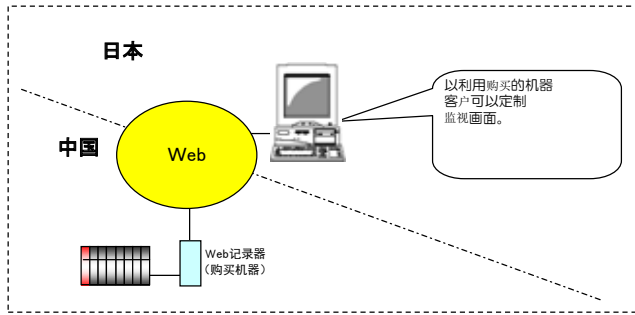 日本
以利用购买的机器
客户可以定制
监视画面。
中国
Web
Web记录器
(购买机器)